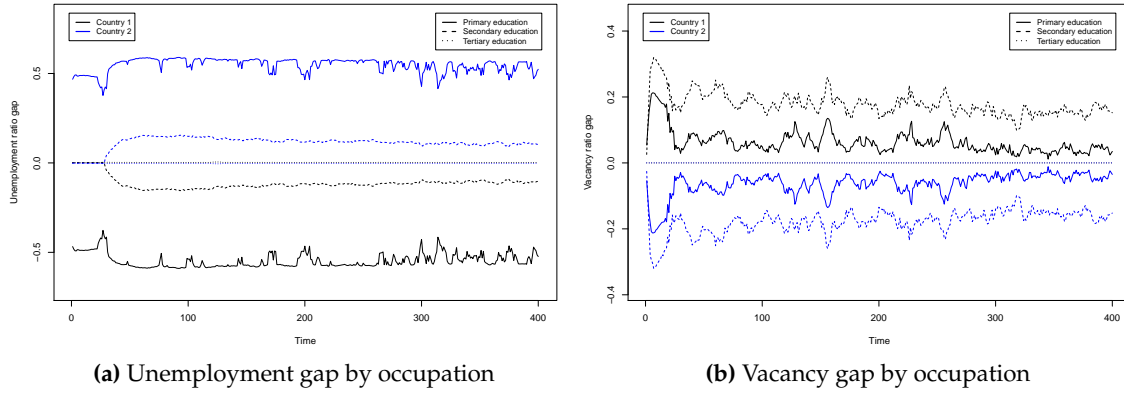 Country 1
Country 2
Primary education
Secondary education
Tertiary education
Unemployment ratio gap
0.5
0.0
−0.5
0
100
200
300
400
Time
(a) Unemployment gap by occupation
Country 1
Country 2
Primary education
Secondary education
Tertiary education
Vacancy ratio gap
0.4
0.2
0.0
−0.2
−0.4
0
100
200
300
400
Time
(b) Vacancy gap by occupation